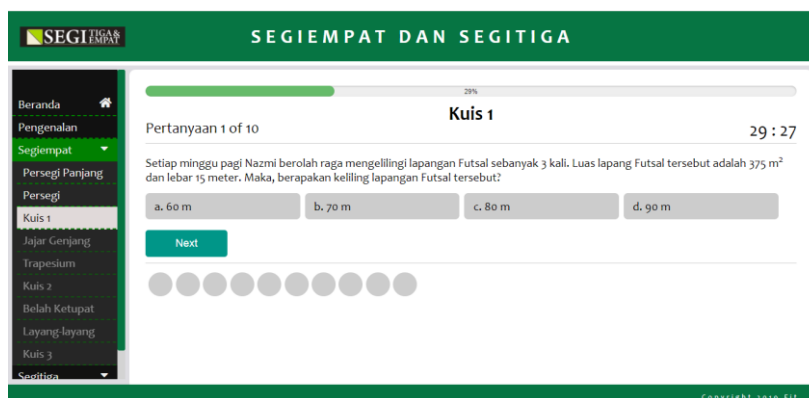 SEGI TIGA& EMPAT
SEGIEMPAT DAN SEGITIGA
Beranda
Pengenalan
Segiempat
Persegi Panjang
Persegi
Kuis 1
Jajar Genjang
Trapesium
Kuis 2
Belah Ketupat
Layang-layang
Kuis 3
Segitiga
29%
Kuis 1
Pertanyaan 1 of 10
29 : 27
Setiap minggu pagi Nazmi berolah raga mengelilingi lapangan Futsal sebanyak 3 kali. Luas lapang Futsal tersebut adalah 375 m²
dan lebar 15 meter. Maka, berapakan keliling lapangan Futsal tersebut?
a. 60 m b. 70 m c. 80 m d. 90 m
Next
Copyright 2019